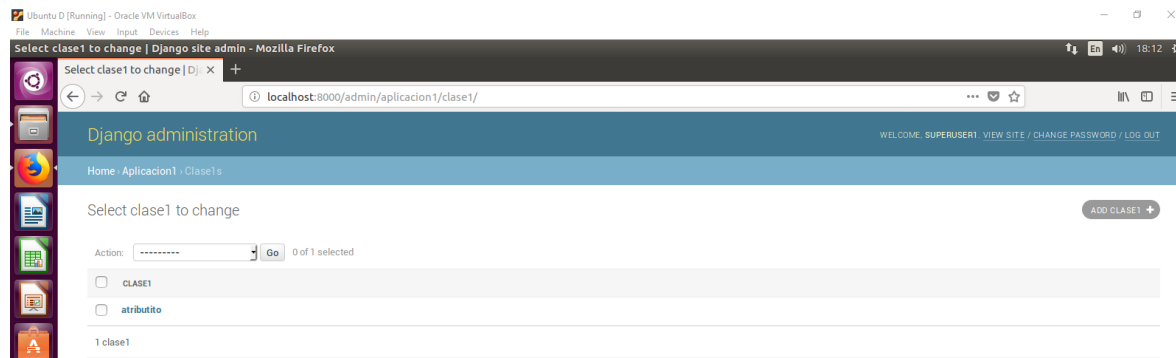 Ubuntu D [Running] - Oracle VM VirtualBox
File Machine View Input Devices Help
Select clase1 to change | Django site admin - Mozilla Firefox
En 18:12
Select clase1 to change | Dj
localhost:8000/admin/aplicacion1/clase1/
Django administration
WELCOME, SUPERUSER1. VIEW SITE / CHANGE PASSWORD / LOG OUT
Home › Aplicacion1 › Clase1s
Select clase1 to change
ADD CLASE1 +
Action: --------- Go 0 of 1 selected
CLASE1
atributito
1 clase1